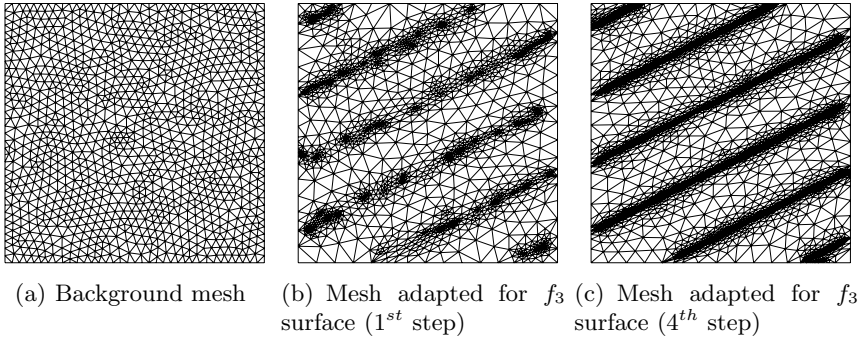 (a) Background mesh
(b) Mesh adapted for f₃
surface (1ˢᵗ step)
(c) Mesh adapted for f₃
surface (4ᵗʰ step)